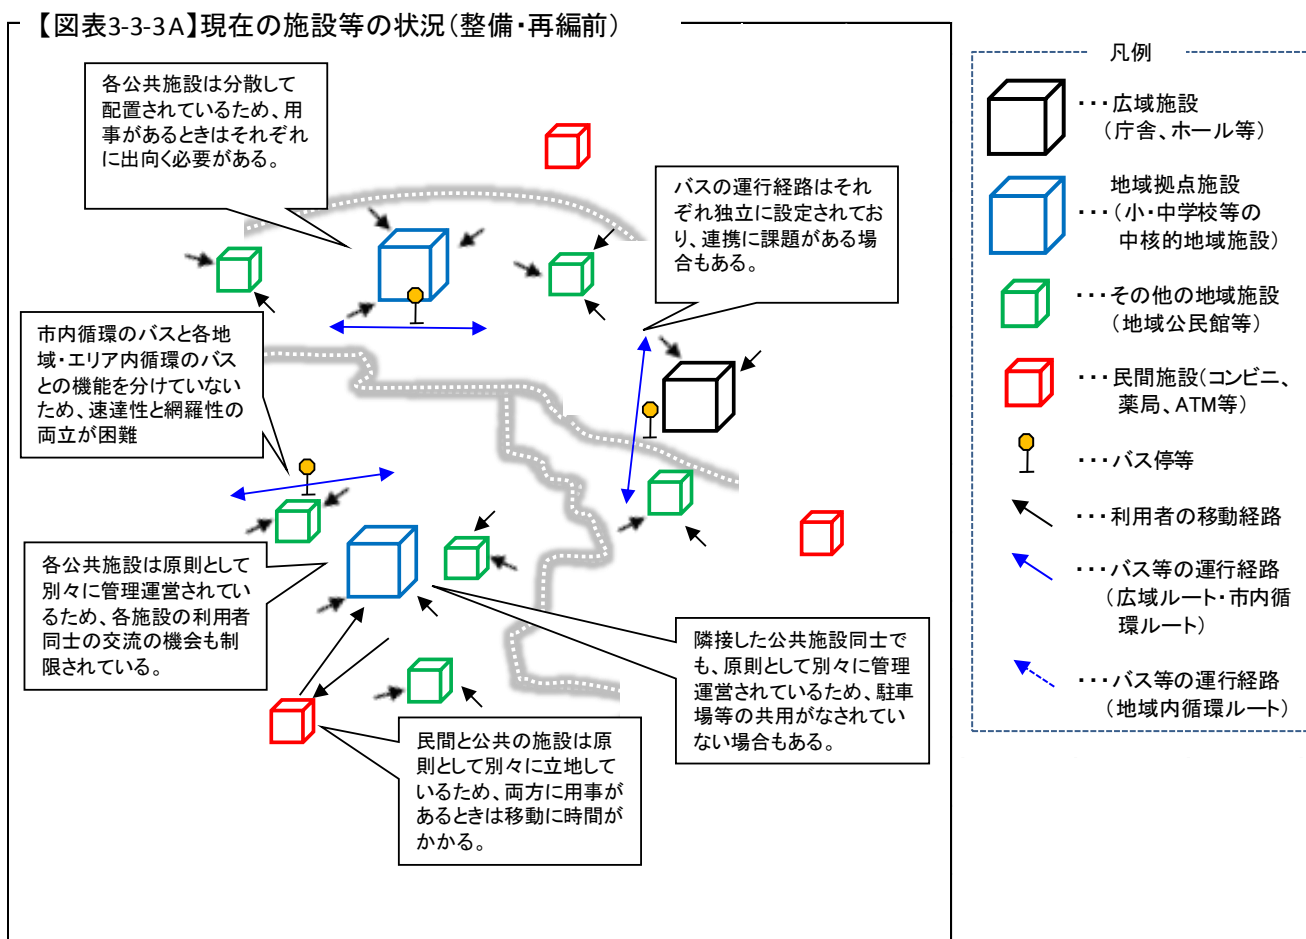 【図表3-3-3A】現在の施設等の状況(整備・再編前)
各公共施設は分散して
配置されているため、用
事があるときはそれぞれ
に出向く必要がある。
バスの運行経路はそれ
ぞれ独立に設定されてお
り、連携に課題がある場
合もある。
市内循環のバスと各地
域・エリア内循環のバス
との機能を分けていない
ため、速達性と網羅性の
両立が困難
各公共施設は原則として
別々に管理運営されてい
るため、各施設の利用者
同士の交流の機会も制
限されている。
隣接した公共施設同士で
も、原則として別々に管理
運営されているため、駐車
場等の共用がなされてい
ない場合もある。
民間と公共の施設は原
則として別々に立地して
いるため、両方に用事が
あるときは移動に時間が
かかる。
凡例
・・・広域施設
(庁舎、ホール等)
地域拠点施設
・・・(小・中学校等の
中核的地域施設)
・・・その他の地域施設
(地域公民館等)
・・・民間施設(コンビニ、
薬局、ATM等)
・・・バス停等
・・・利用者の移動経路
・・・バス等の運行経路
(広域ルート・市内循
環ルート)
・・・バス等の運行経路
(地域内循環ルート)